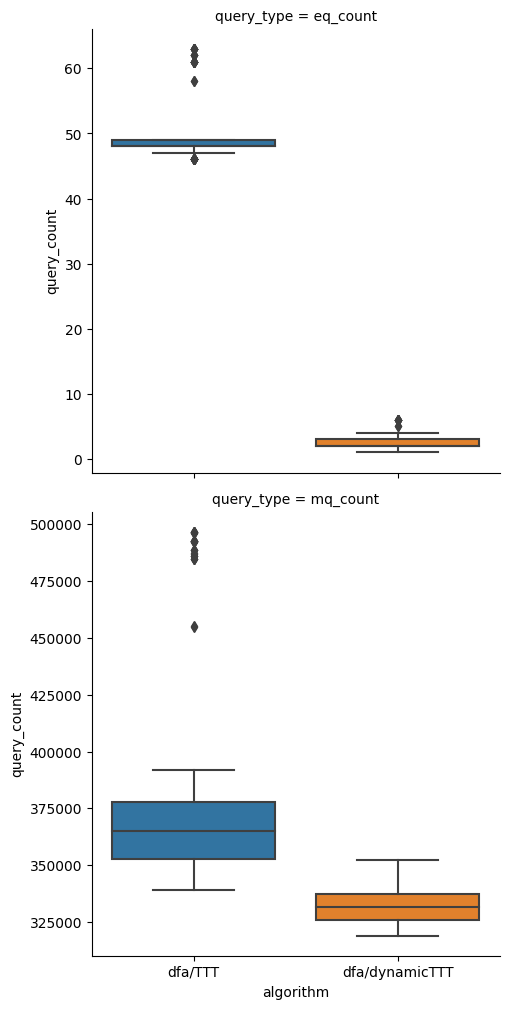 query_type = eq_count
60
50
40
30
20
10
0
query_count
query_type = mq_count
500000
475000
450000
425000
400000
375000
350000
325000
query_count
dfa/TTT
dfa/dynamicTTT
algorithm